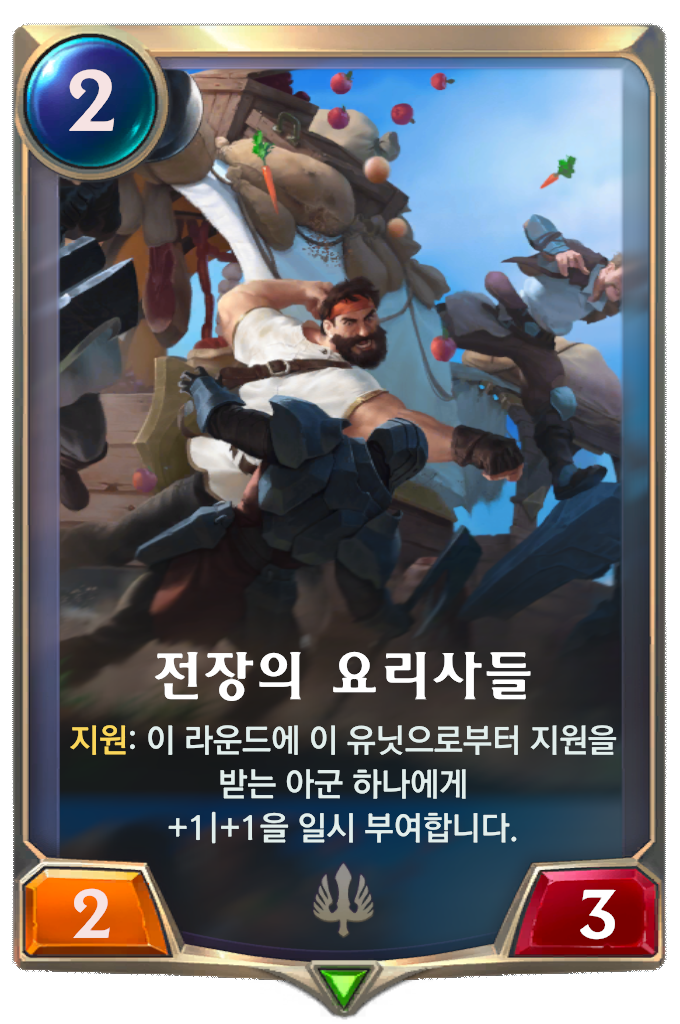 2
전장의 요리사들
지원: 이 라운드에 이 유닛으로부터 지원을
받는 아군 하나에게
+1|+1을 일시 부여합니다.
2
3